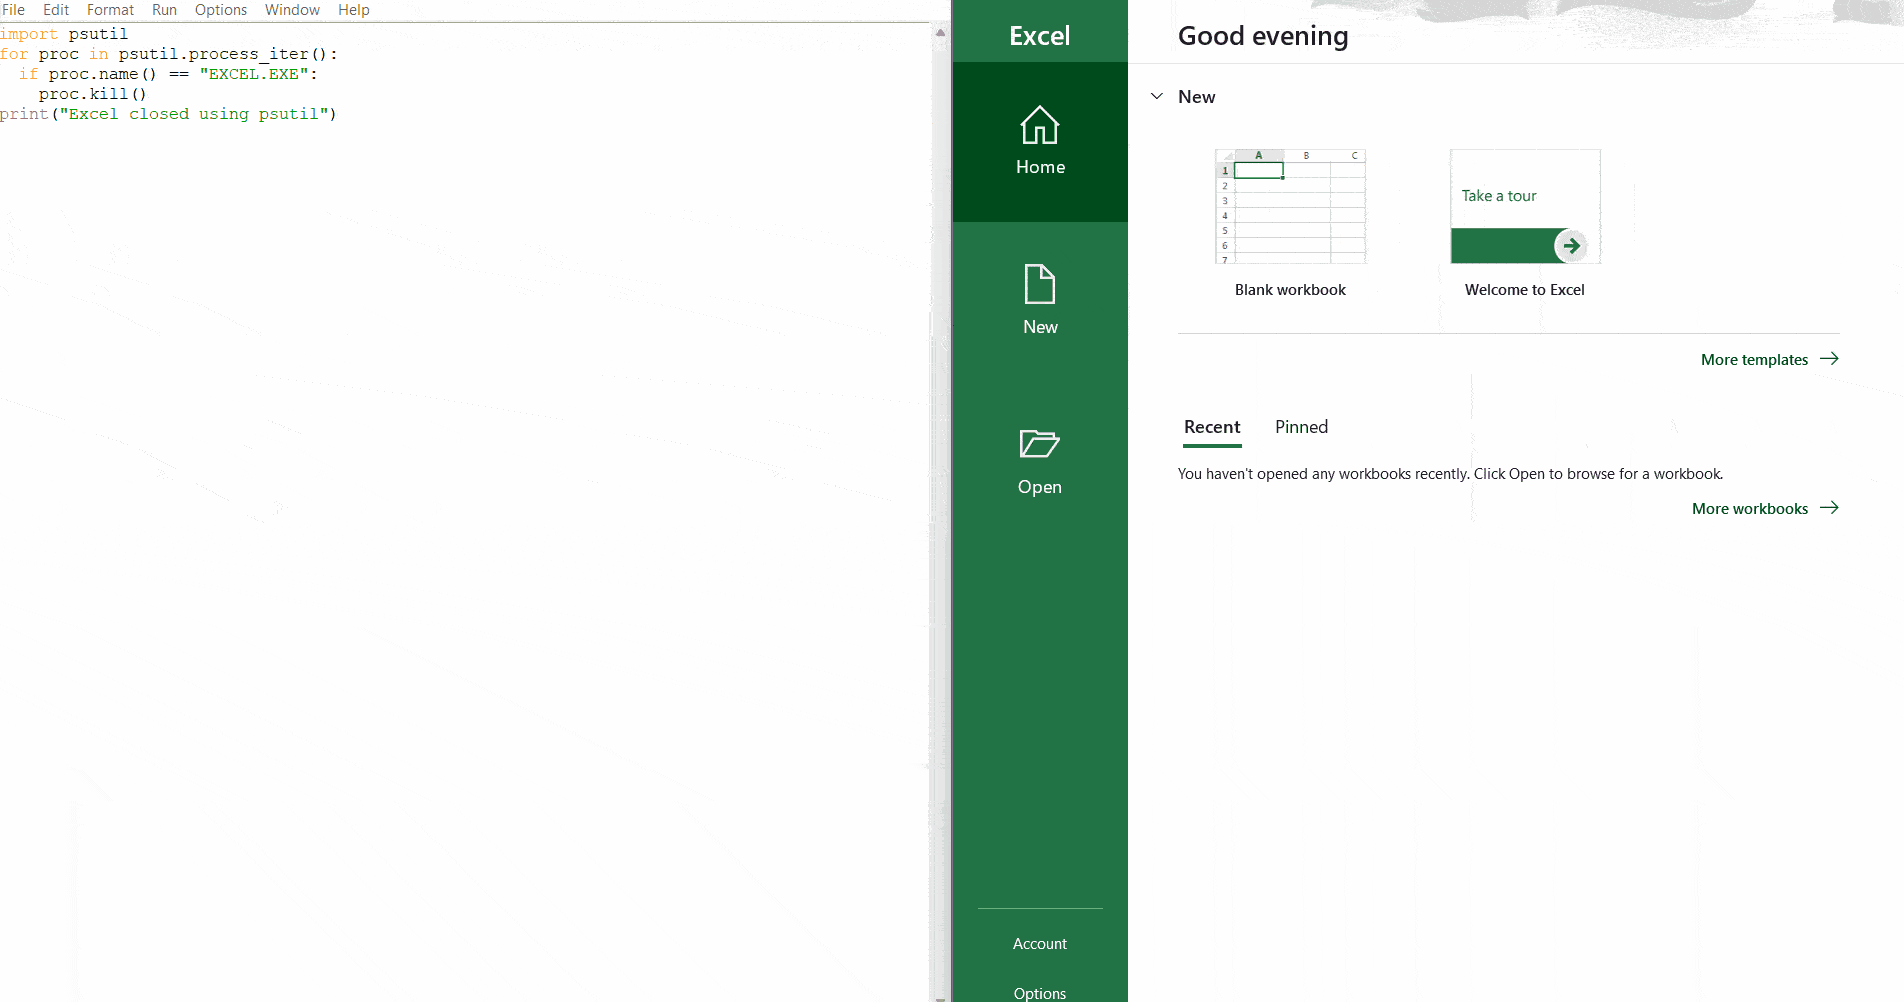 File Edit Format Run Options Window Help
import psutil
for proc in psutil.process_iter():
  if proc.name() == "EXCEL.EXE":
    proc.kill()
print("Excel closed using psutil")
Excel
Home
New
Open
Account
Options
Good evening
New
A B C
1
2
3
4
5
6
7
Blank workbook
Take a tour
Welcome to Excel
More templates
Recent Pinned
You haven't opened any workbooks recently. Click Open to browse for a workbook.
More workbooks